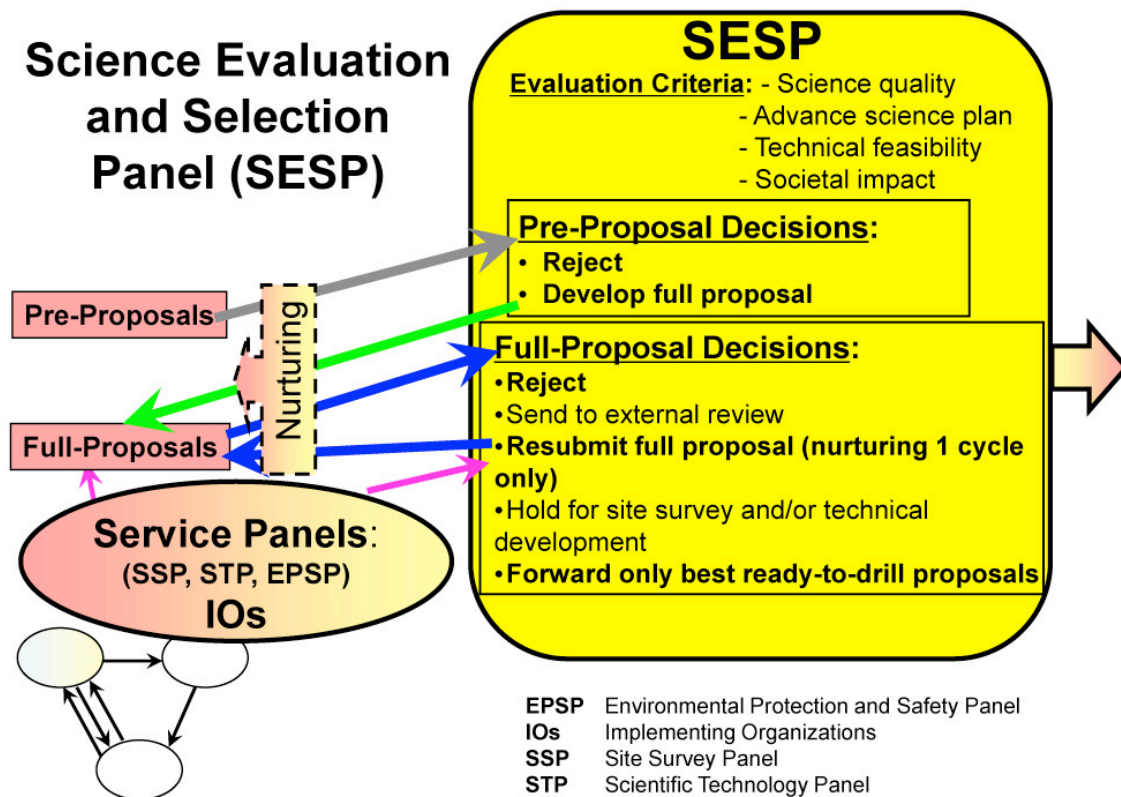 Science Evaluation
and Selection
Panel (SESP)
SESP
Evaluation Criteria: - Science quality
- Advance science plan
- Technical feasibility
- Societal impact
Pre-Proposal Decisions:
• Reject
• Develop full proposal
Pre-Proposals
Nurturing
Full-Proposal Decisions:
•Reject
•Send to external review
•Resubmit full proposal (nurturing 1 cycle
only)
•Hold for site survey and/or technical
development
•Forward only best ready-to-drill proposals
Full-Proposals
Service Panels:
(SSP, STP, EPSP)
IOs
EPSP Environmental Protection and Safety Panel
IOs Implementing Organizations
SSP Site Survey Panel
STP Scientific Technology Panel